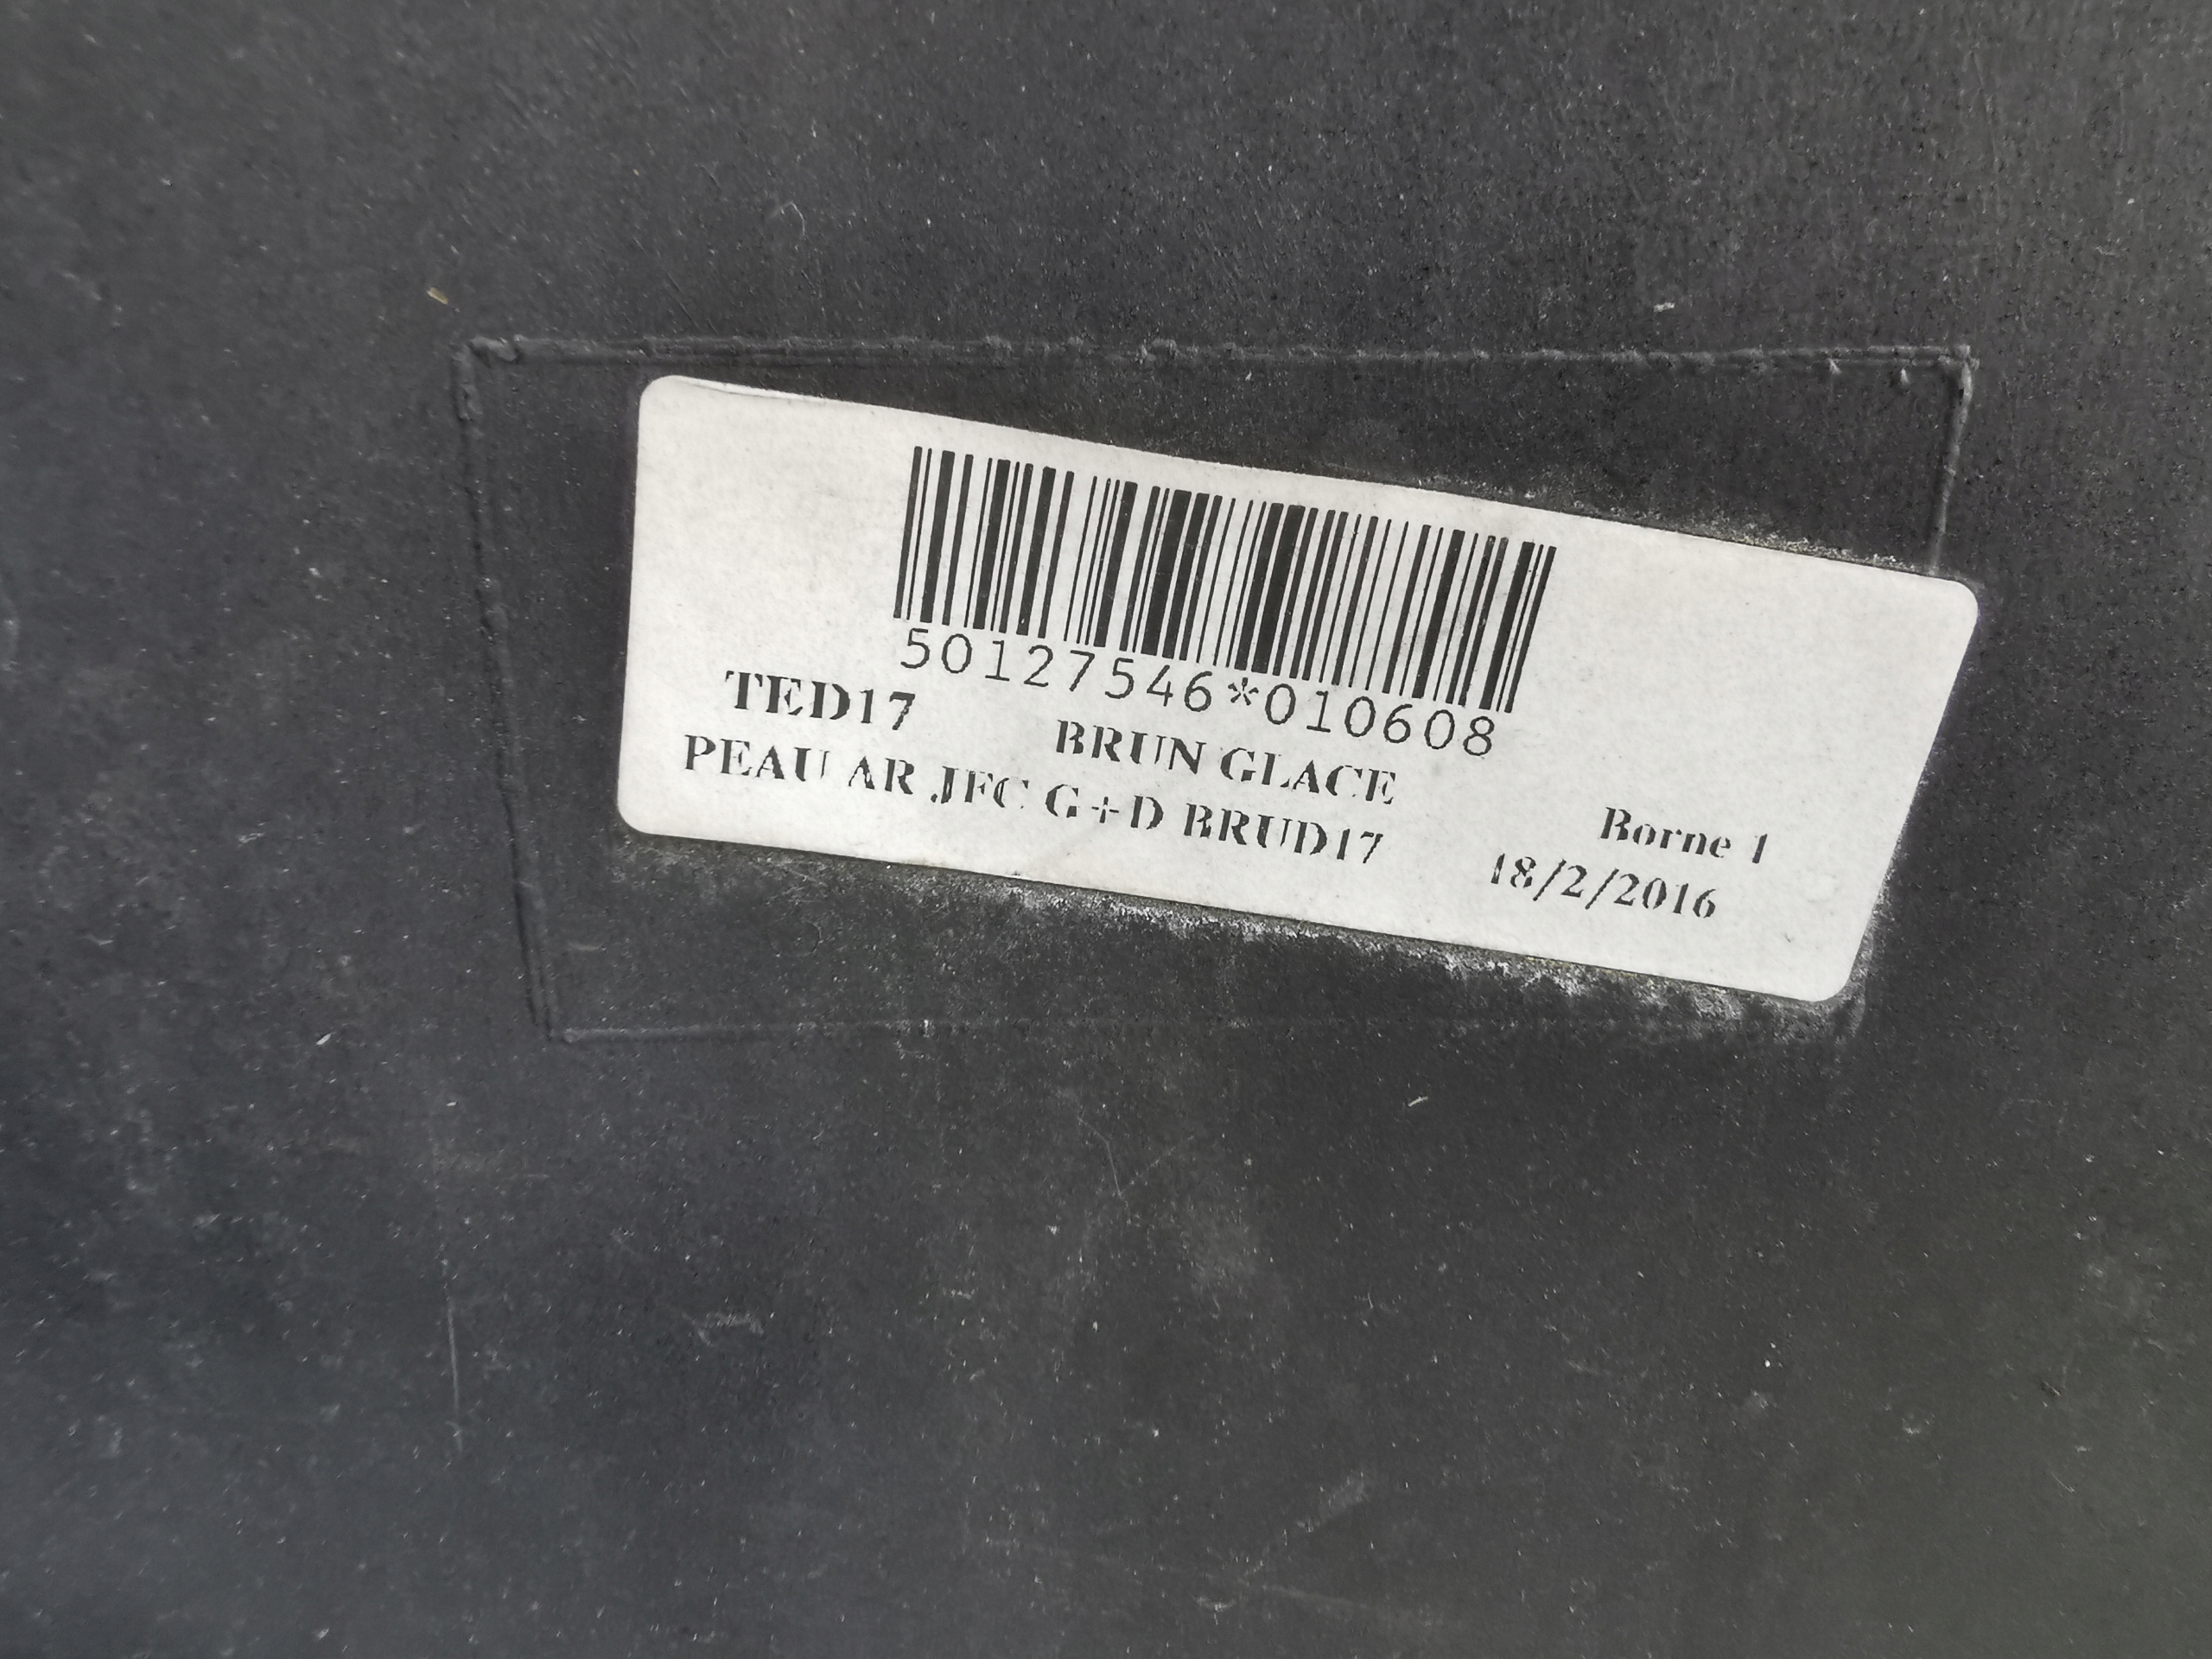 50127546*010608
TED17
BRUN GLACE
PEAU AR JFC G+D BRUD17
Borne 1
18/2/2016